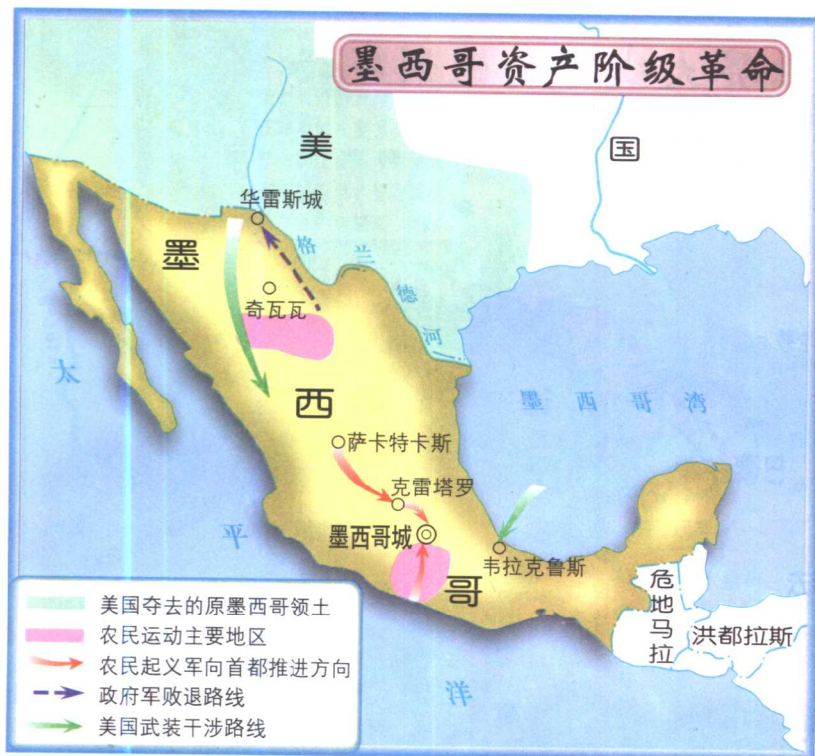 墨西哥资产阶级革命
美
国
华雷斯城
墨
格兰德河
奇瓦瓦
太
西
墨西哥湾
萨卡特卡斯
克雷塔罗
平
墨西哥城
韦拉克鲁斯
哥
危地马拉
洪都拉斯
洋
美国夺去的原墨西哥领土
农民运动主要地区
农民起义军向首都推进方向
政府军败退路线
美国武装干涉路线